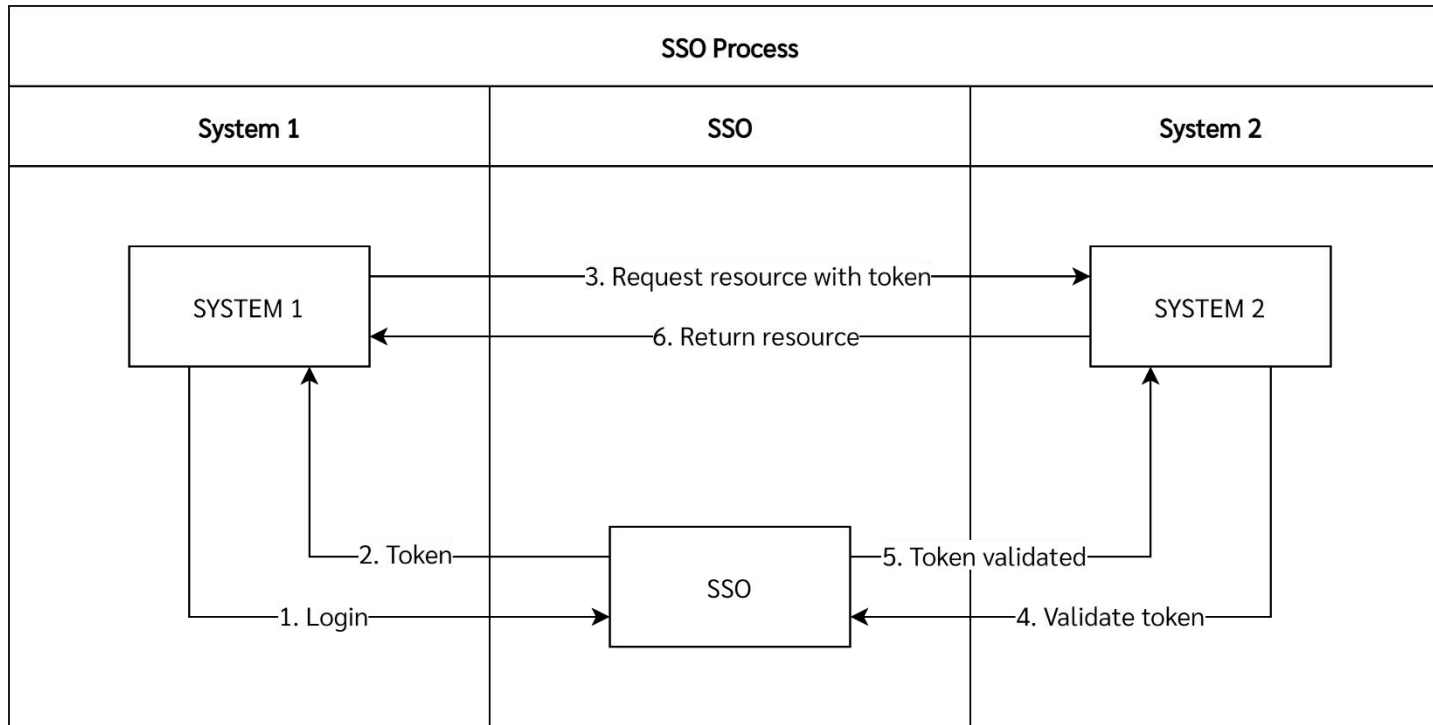 SSO Process
System 1
SSO
System 2
SYSTEM 1
3. Request resource with token
6. Return resource
SYSTEM 2
2. Token
1. Login
SSO
5. Token validated
4. Validate token